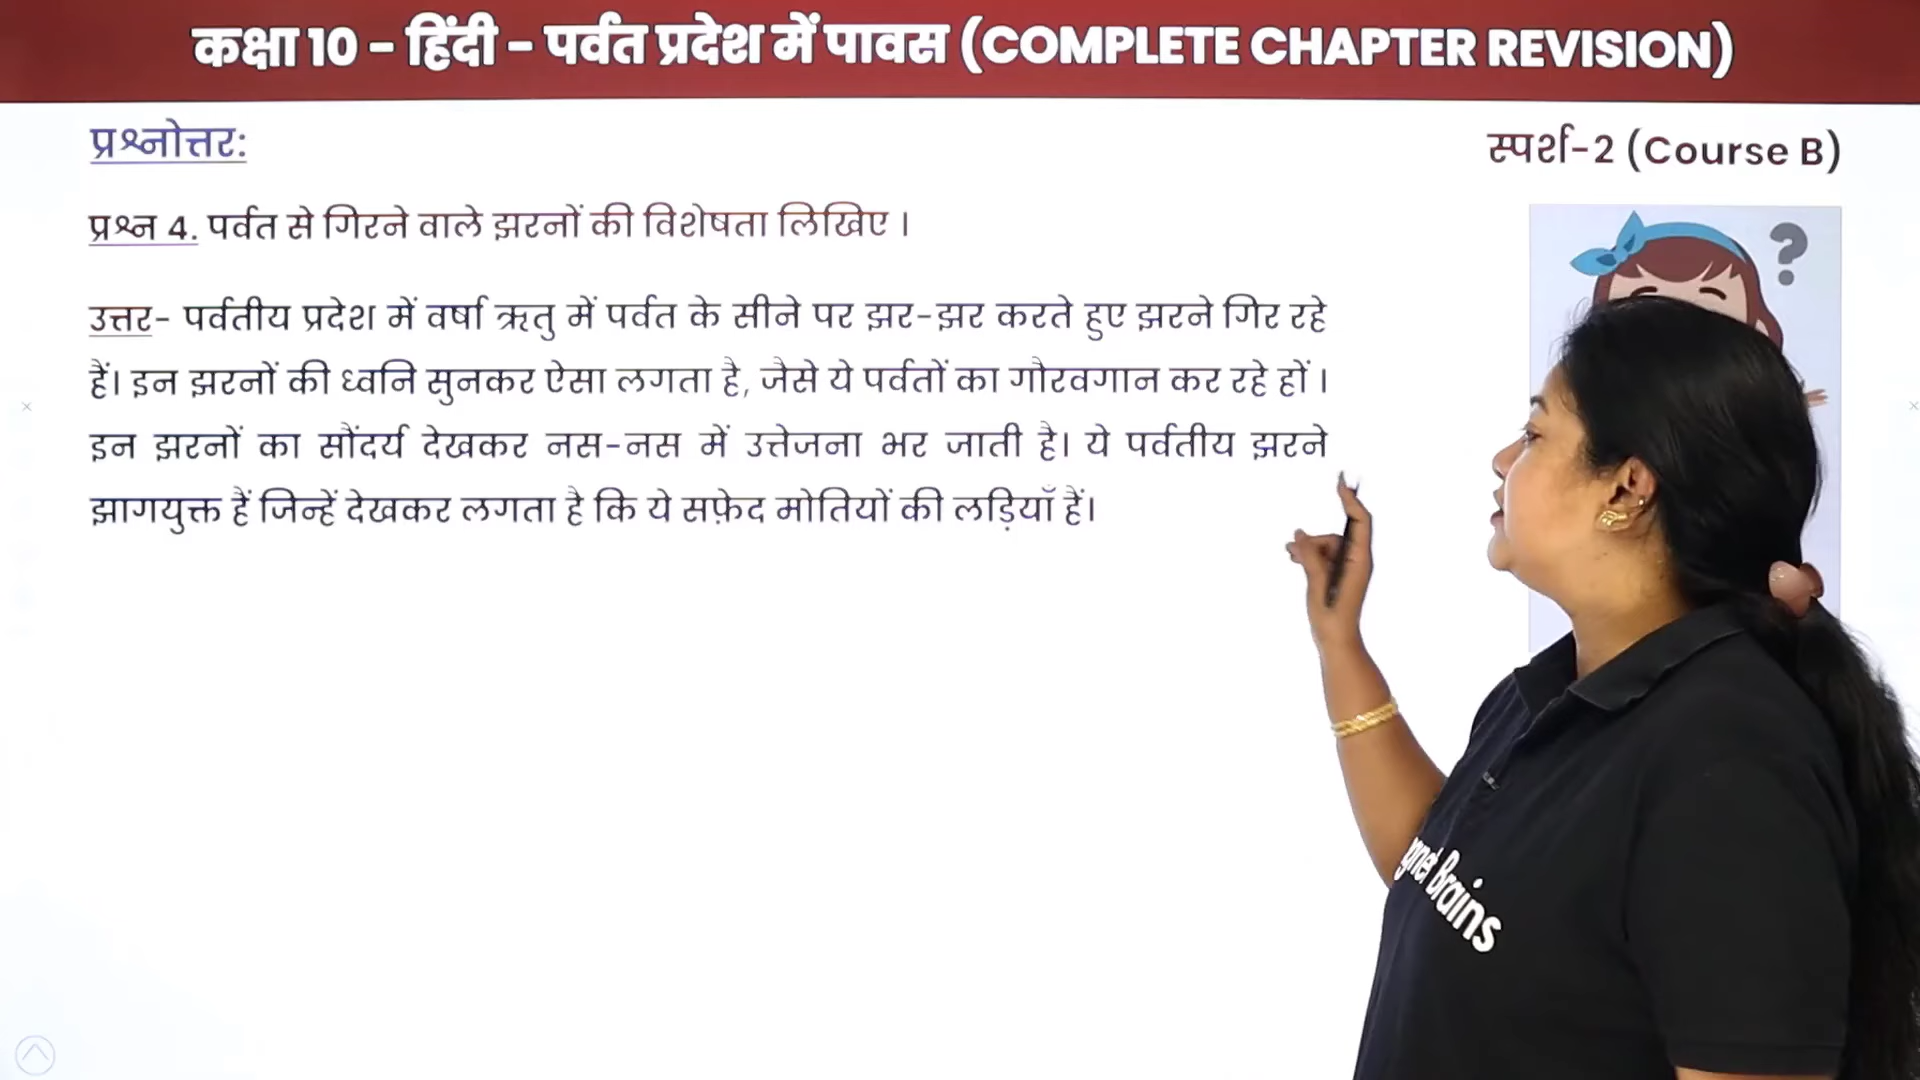 कक्षा 10 - हिंदी - पर्वत प्रदेश में पावस (COMPLETE CHAPTER REVISION)
प्रश्नोत्तर:
स्पर्श-2 (Course B)
प्रश्न 4. पर्वत से गिरने वाले झरनों की विशेषता लिखिए ।
?
उत्तर- पर्वतीय प्रदेश में वर्षा ऋतु में पर्वत के सीने पर झर-झर करते हुए झरने गिर रहे
हैं। इन झरनों की ध्वनि सुनकर ऐसा लगता है, जैसे ये पर्वतों का गौरवगान कर रहे हों ।
इन झरनों का सौंदर्य देखकर नस-नस में उत्तेजना भर जाती है। ये पर्वतीय झरने
झागयुक्त हैं जिन्हें देखकर लगता है कि ये सफ़ेद मोतियों की लड़ियाँ हैं।
Brains